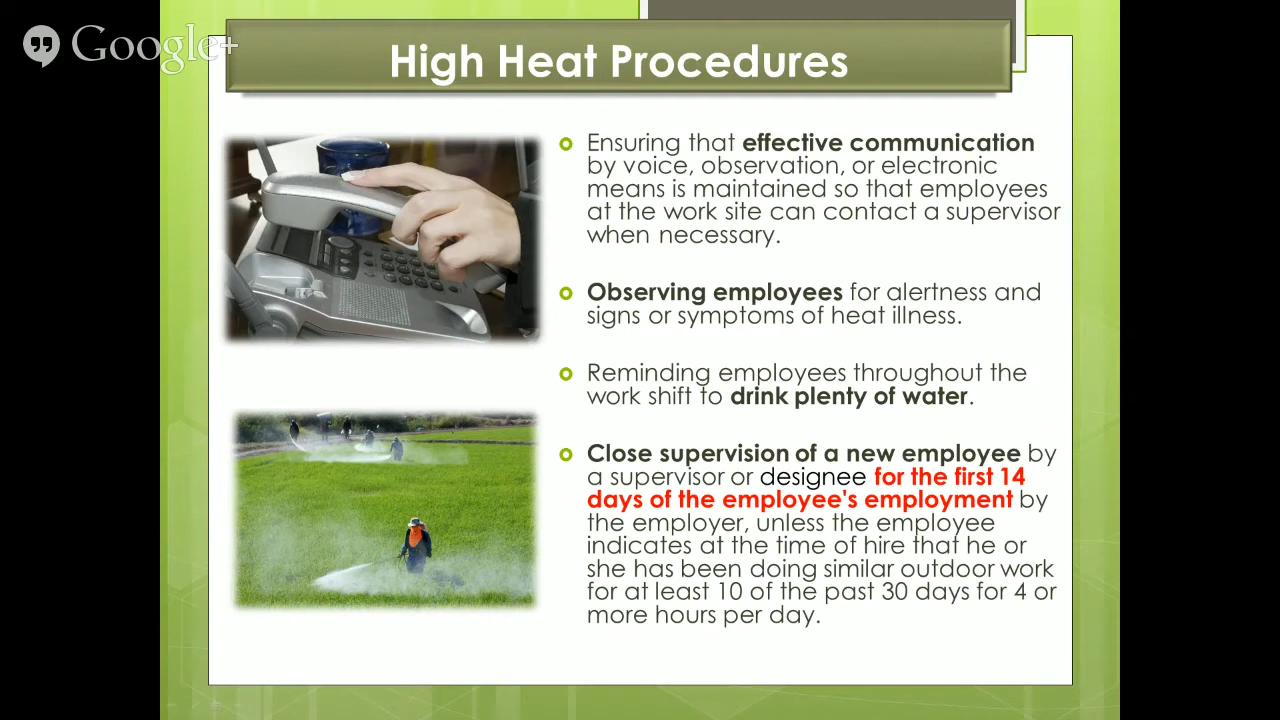 Google+
High Heat Procedures
Ensuring that effective communication
by voice, observation, or electronic
means is maintained so that employees
at the work site can contact a supervisor
when necessary.
Observing employees for alertness and
signs or symptoms of heat illness.
Reminding employees throughout the
work shift to drink plenty of water.
Close supervision of a new employee by
a supervisor or designee for the first 14
days of the employee's employment by
the employer, unless the employee
indicates at the time of hire that he or
she has been doing similar outdoor work
for at least 10 of the past 30 days for 4 or
more hours per day.